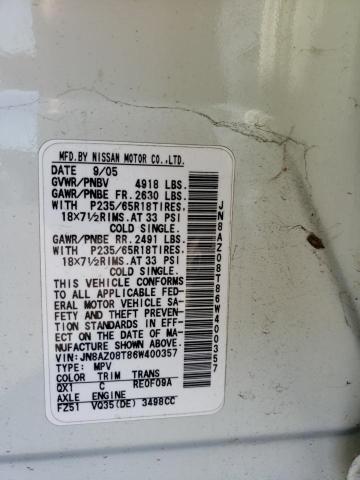 MFD.BY NISSAN MOTOR CO.,LTD.
DATE 9/05
GVWR/PNBV 4918 LBS.
GAWR/PNBE FR. 2630 LBS.
WITH P235/65R18TIRES.
18X7½RIMS. AT 33 PSI
COLD SINGLE.
GAWR/PNBE RR. 2491 LBS.
WITH P235/65R18TIRES.
18X7½RIMS. AT 33 PSI
COLD SINGLE.
THIS VEHICLE CONFORMS
TO ALL APPLICABLE FED-
ERAL MOTOR VEHICLE SA-
FETY AND THEFT PREVENTION
STANDARDS IN EFF-
ECT ON THE DATE OF MA-
NUFACTURE SHOWN ABOVE.
VIN: JN8AZ08T86W400357
TYPE: MPV
COLOR TRIM TRANS
QX1 C RE0F09A
AXLE ENGINE
FZ51 VQ35(DE) 3498CC
JN8AZ08T86W400357